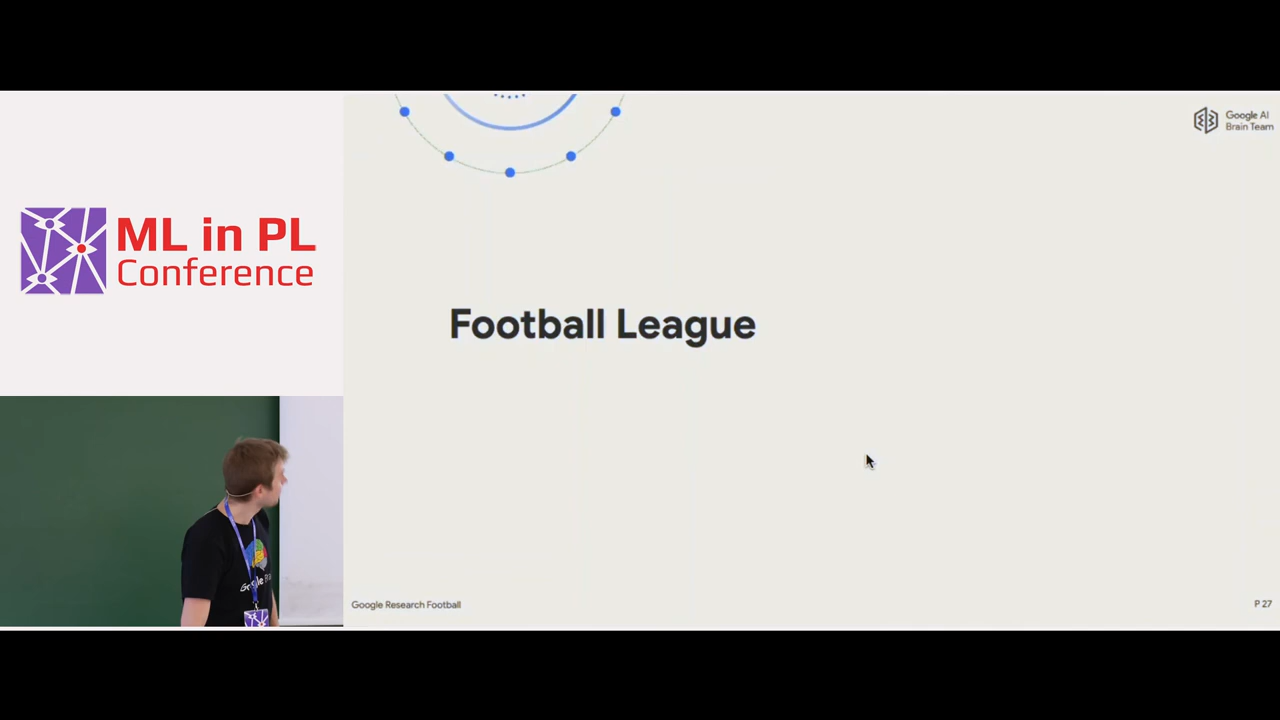 ML in PL
Conference
Google AI
Brain Team
Football League
Google Research Football
P 27